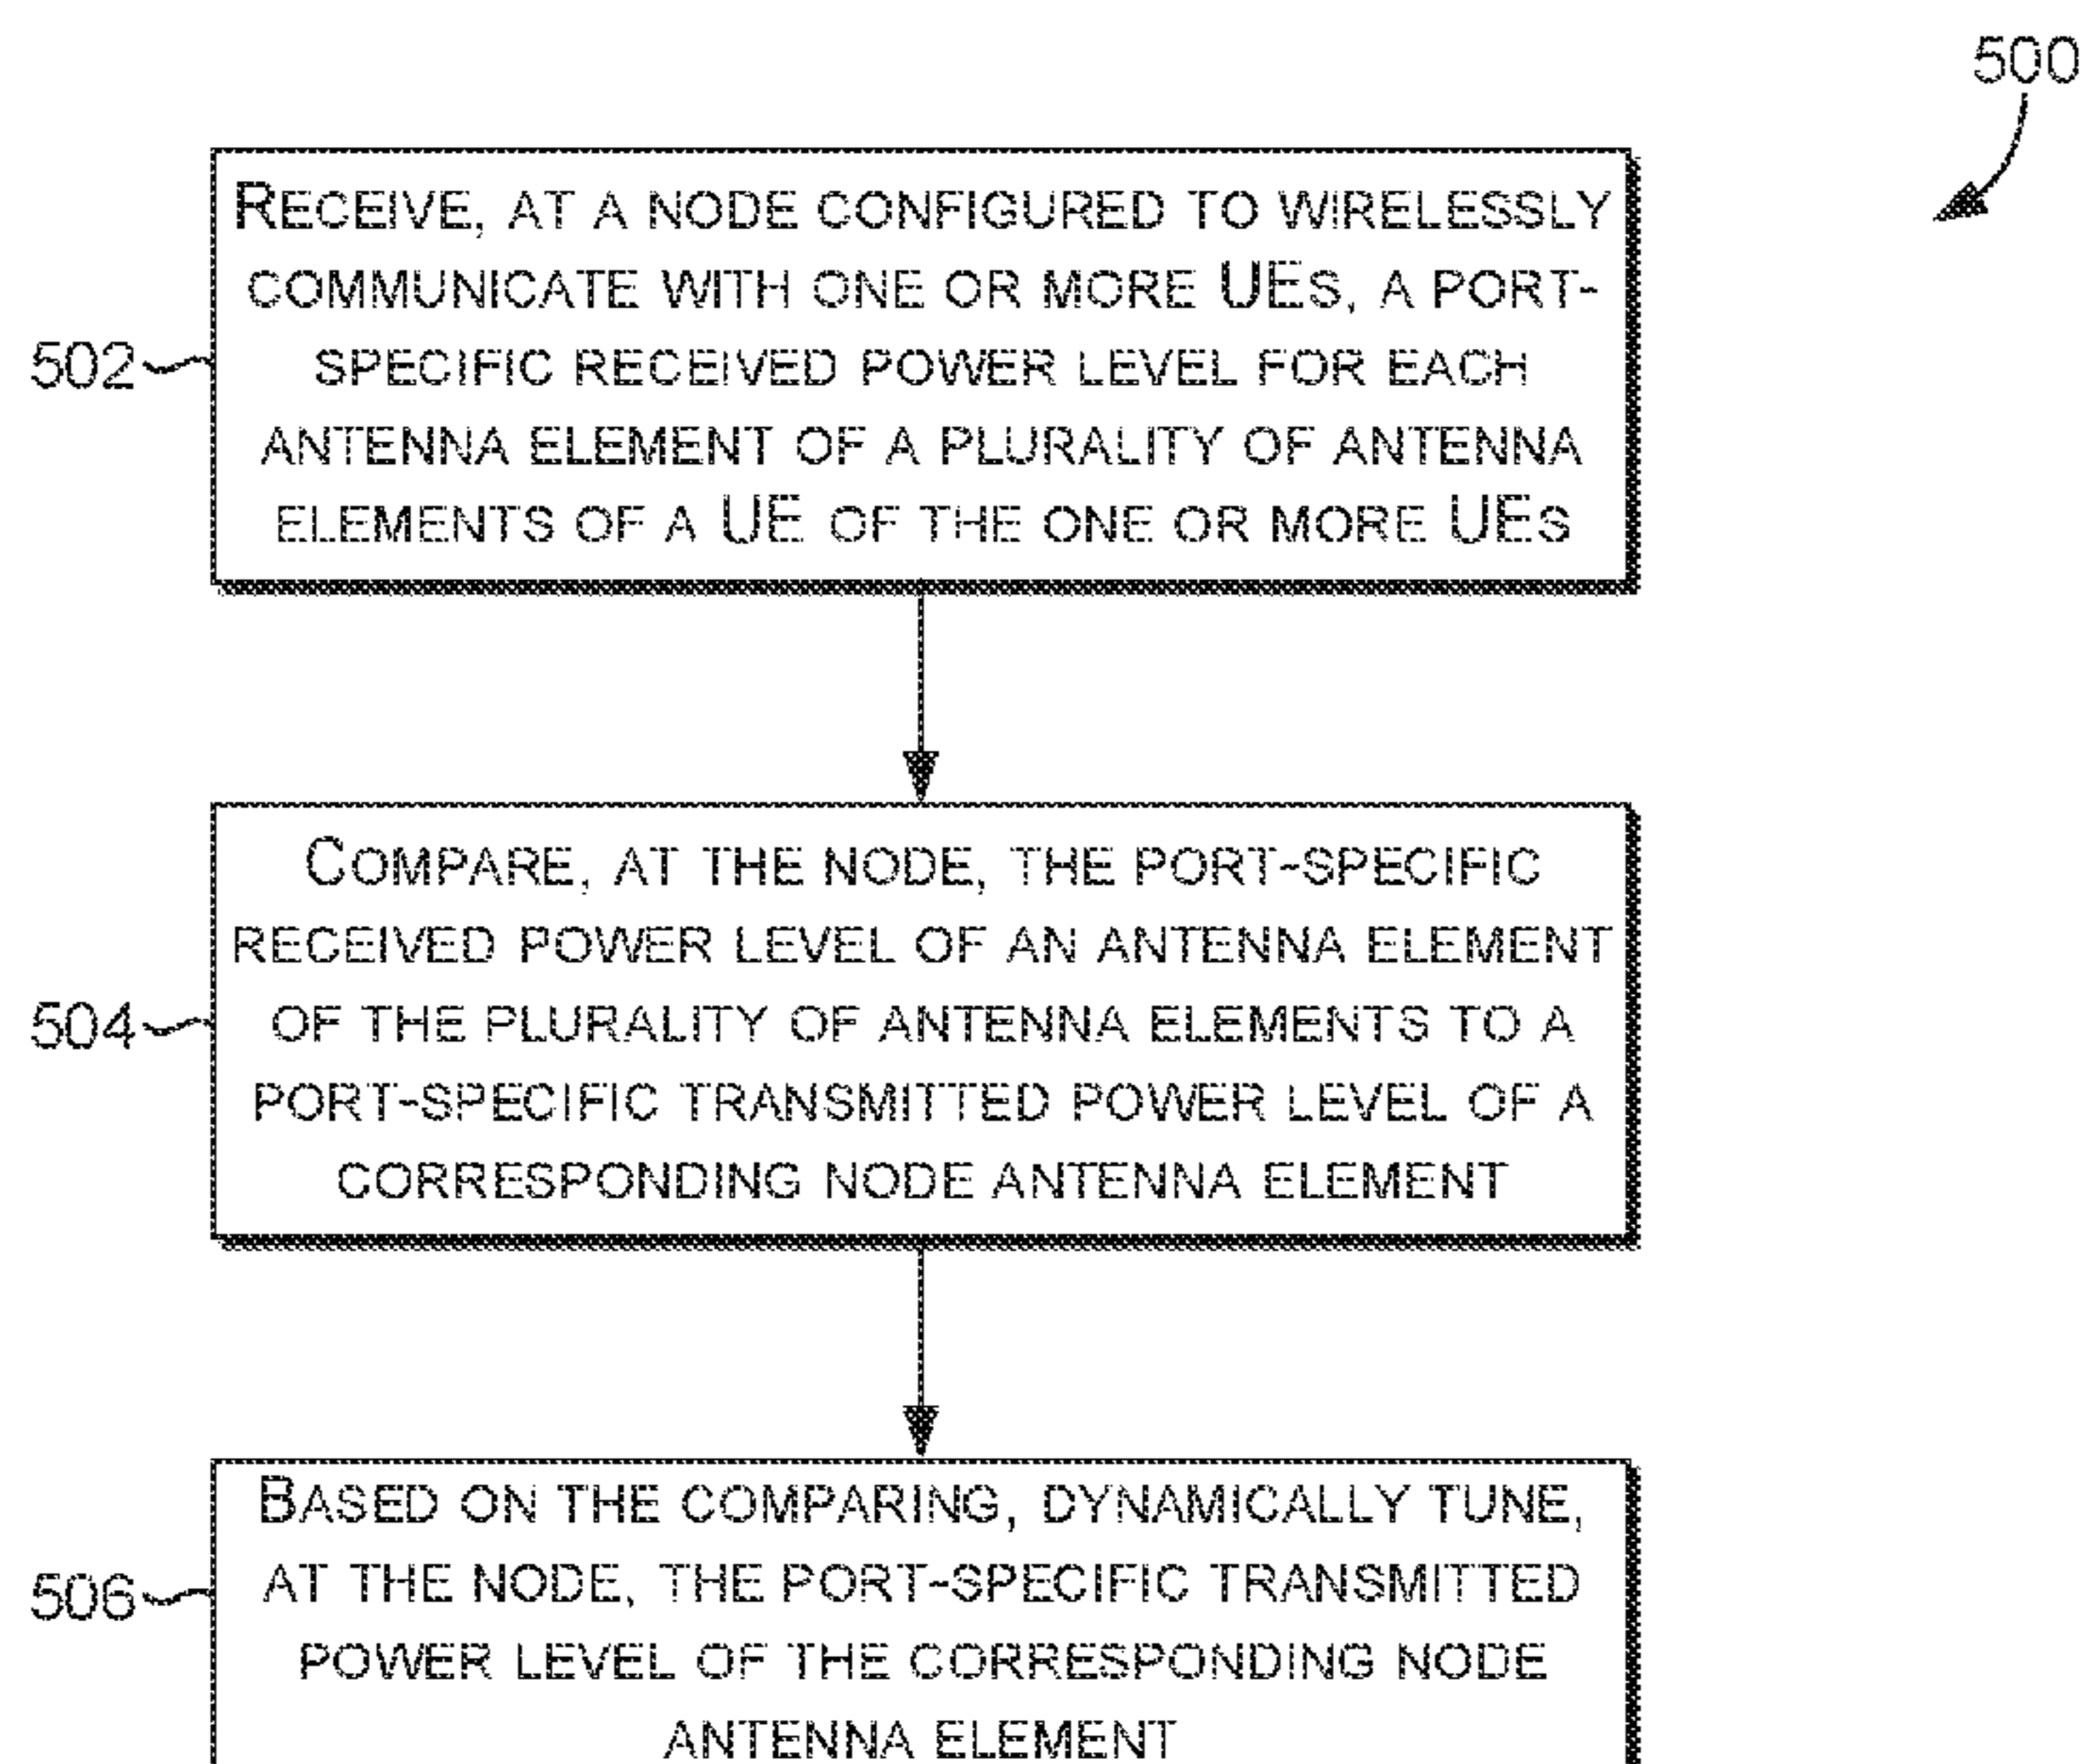 500
RECEIVE, AT A NODE CONFIGURED TO WIRELESSLY
COMMUNICATE WITH ONE OR MORE UES, A PORT-
SPECIFIC RECEIVED POWER LEVEL FOR EACH
ANTENNA ELEMENT OF A PLURALITY OF ANTENNA
ELEMENTS OF A UE OF THE ONE OR MORE UES
502
COMPARE, AT THE NODE, THE PORT-SPECIFIC
RECEIVED POWER LEVEL OF AN ANTENNA ELEMENT
OF THE PLURALITY OF ANTENNA ELEMENTS TO A
PORT-SPECIFIC TRANSMITTED POWER LEVEL OF A
CORRESPONDING NODE ANTENNA ELEMENT
504
BASED ON THE COMPARING, DYNAMICALLY TUNE,
AT THE NODE, THE PORT-SPECIFIC TRANSMITTED
POWER LEVEL OF THE CORRESPONDING NODE
ANTENNA ELEMENT
506